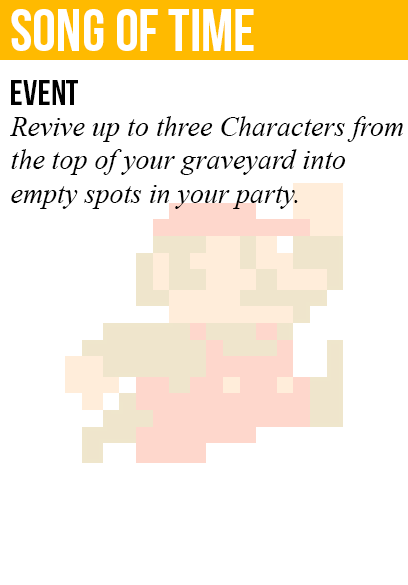 SONG OF TIME
EVENT
Revive up to three Characters from
the top of your graveyard into
empty spots in your party.